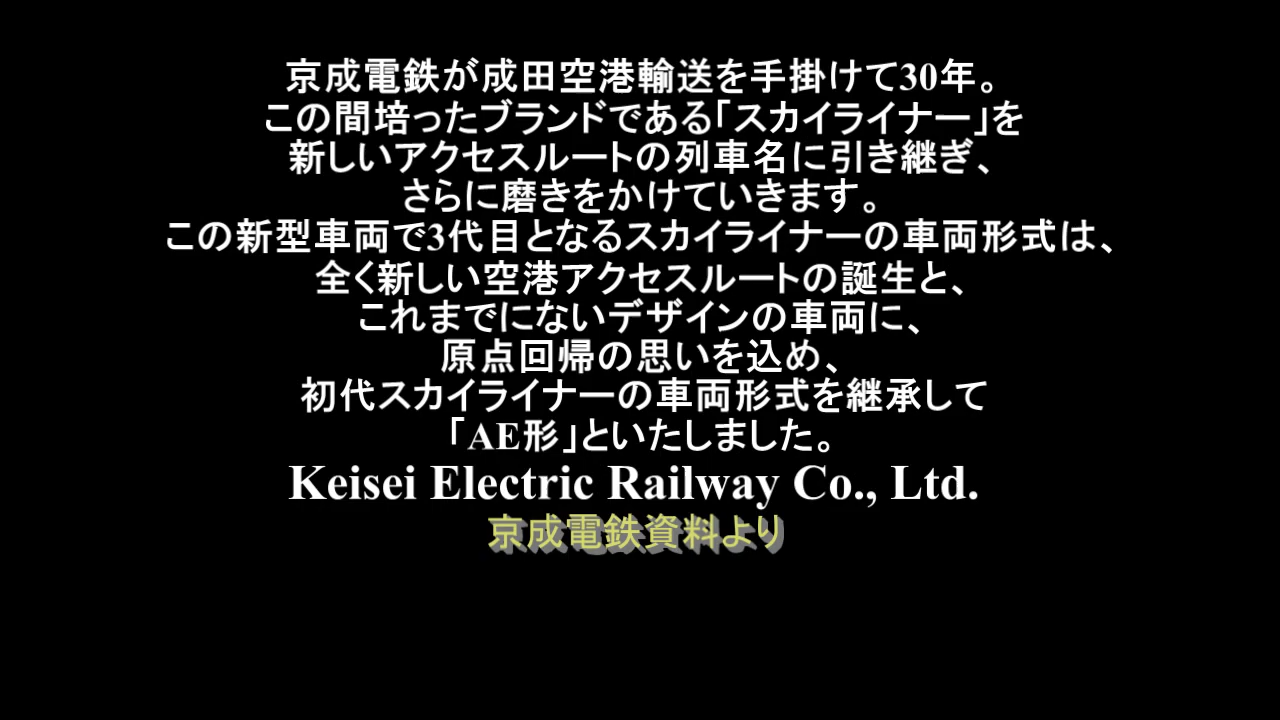 京成電鉄が成田空港輸送を手掛けて30年。
この間培ったブランドである「スカイライナー」を
新しいアクセスルートの列車名に引き継ぎ、
さらに磨きをかけていきます。
この新型車両で3代目となるスカイライナーの車両形式は、
全く新しい空港アクセスルートの誕生と、
これまでにないデザインの車両に、
原点回帰の思いを込め、
初代スカイライナーの車両形式を継承して
「AE形」といたしました。
Keisei Electric Railway Co., Ltd.
京成電鉄資料より